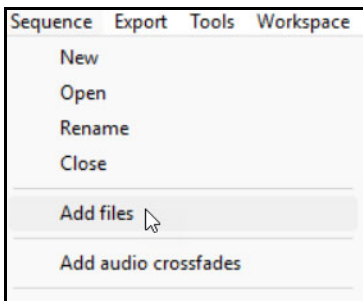 Sequence Export Tools Workspace
New
Open
Rename
Close
Add files
Add audio crossfades